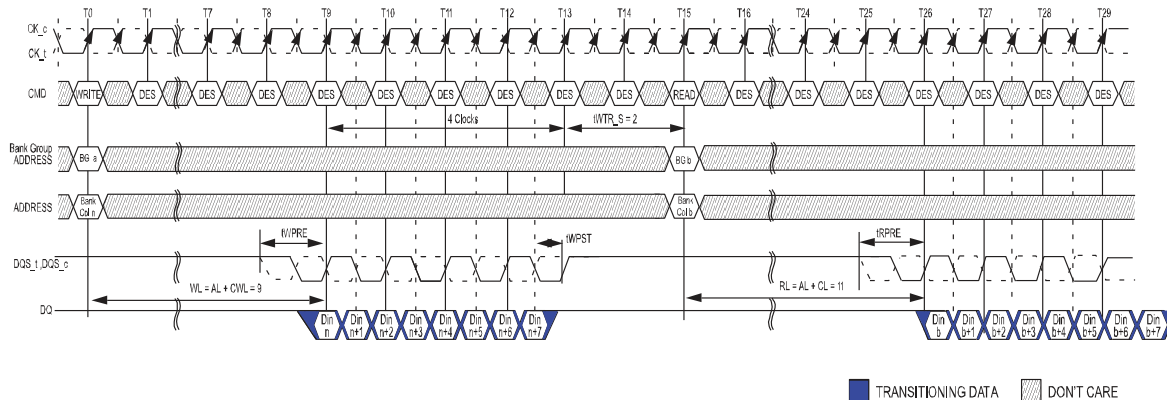 T0 T1 T7 T8 T9 T10 T11 T12 T13 T14 T15 T16 T24 T25 T26 T27 T28 T29
CK_c
CK_t
CMD WRITE DES DES DES DES DES DES DES DES DES READ DES DES DES DES DES DES DES
4 Clocks tWTR_S = 2
Bank Group
ADDRESS BG a BG b
ADDRESS Bank Col n Bank Col b
tWPRE tWPST tRPRE
DQS_t ,DQS_c
WL = AL + CWL = 9 RL = AL + CL = 11
DQ Din n Din n+1 Din n+2 Din n+3 Din n+4 Din n+5 Din n+6 Din n+7 Din b Din b+1 Din b+2 Din b+3 Din b+4 Din b+5 Din b+6 Din b+7
TRANSITIONING DATA DON'T CARE